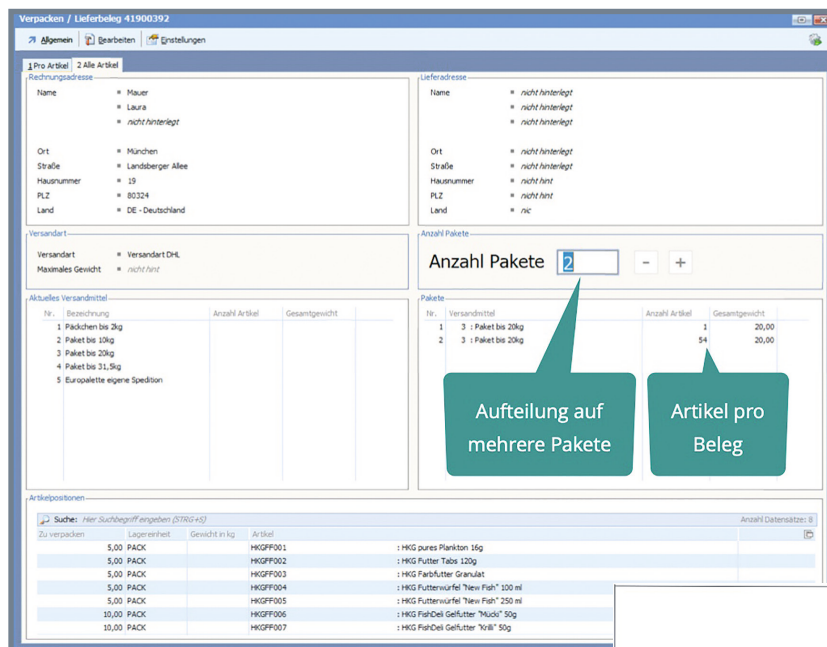 Verpacken / Lieferbeleg 41900392
Allgemein Bearbeiten Einstellungen
1 Pro Artikel 2 Alle Artikel
Rechnungsadresse
Name Mauer
Laura
nicht hinterlegt
Ort München
Straße Landsberger Allee
Hausnummer 19
PLZ 80324
Land DE - Deutschland
Lieferadresse
Name nicht hinterlegt
nicht hinterlegt
nicht hinterlegt
Ort nicht hinterlegt
Straße nicht hinterlegt
Hausnummer nicht hint
PLZ nicht hint
Land nic
Versandart
Versandart Versandart DHL
Maximales Gewicht nicht hint
Anzahl Pakete
Anzahl Pakete 2 - +
Aktuelles Versandmittel
Nr. Bezeichnung Anzahl Artikel Gesamtgewicht
1 Päckchen bis 2kg
2 Paket bis 10kg
3 Paket bis 20kg
4 Paket bis 31,5kg
5 Europalette eigene Spedition
Pakete
Nr. Versandmittel Anzahl Artikel Gesamtgewicht
1 3 : Paket bis 20kg 1 20,00
2 3 : Paket bis 20kg 54 20,00
Aufteilung auf
mehrere Pakete
Artikel pro
Beleg
Artikelpositionen
Suche: Hier Suchbegriff eingeben (STRG+S) Anzahl Datensätze: 8
Zu verpacken Lagereinheit Gewicht in kg Artikel
5,00 PACK HKGFF001 : HKG pures Plankton 16g
5,00 PACK HKGFF002 : HKG Futter Tabs 120g
5,00 PACK HKGFF003 : HKG Farbfutter Granulat
5,00 PACK HKGFF004 : HKG Futterwürfel "New Fish" 100 ml
5,00 PACK HKGFF005 : HKG Futterwürfel "New Fish" 250 ml
10,00 PACK HKGFF006 : HKG FishDeli Gelfutter "Mücki" 50g
10,00 PACK HKGFF007 : HKG FishDeli Gelfutter "Krilli" 50g